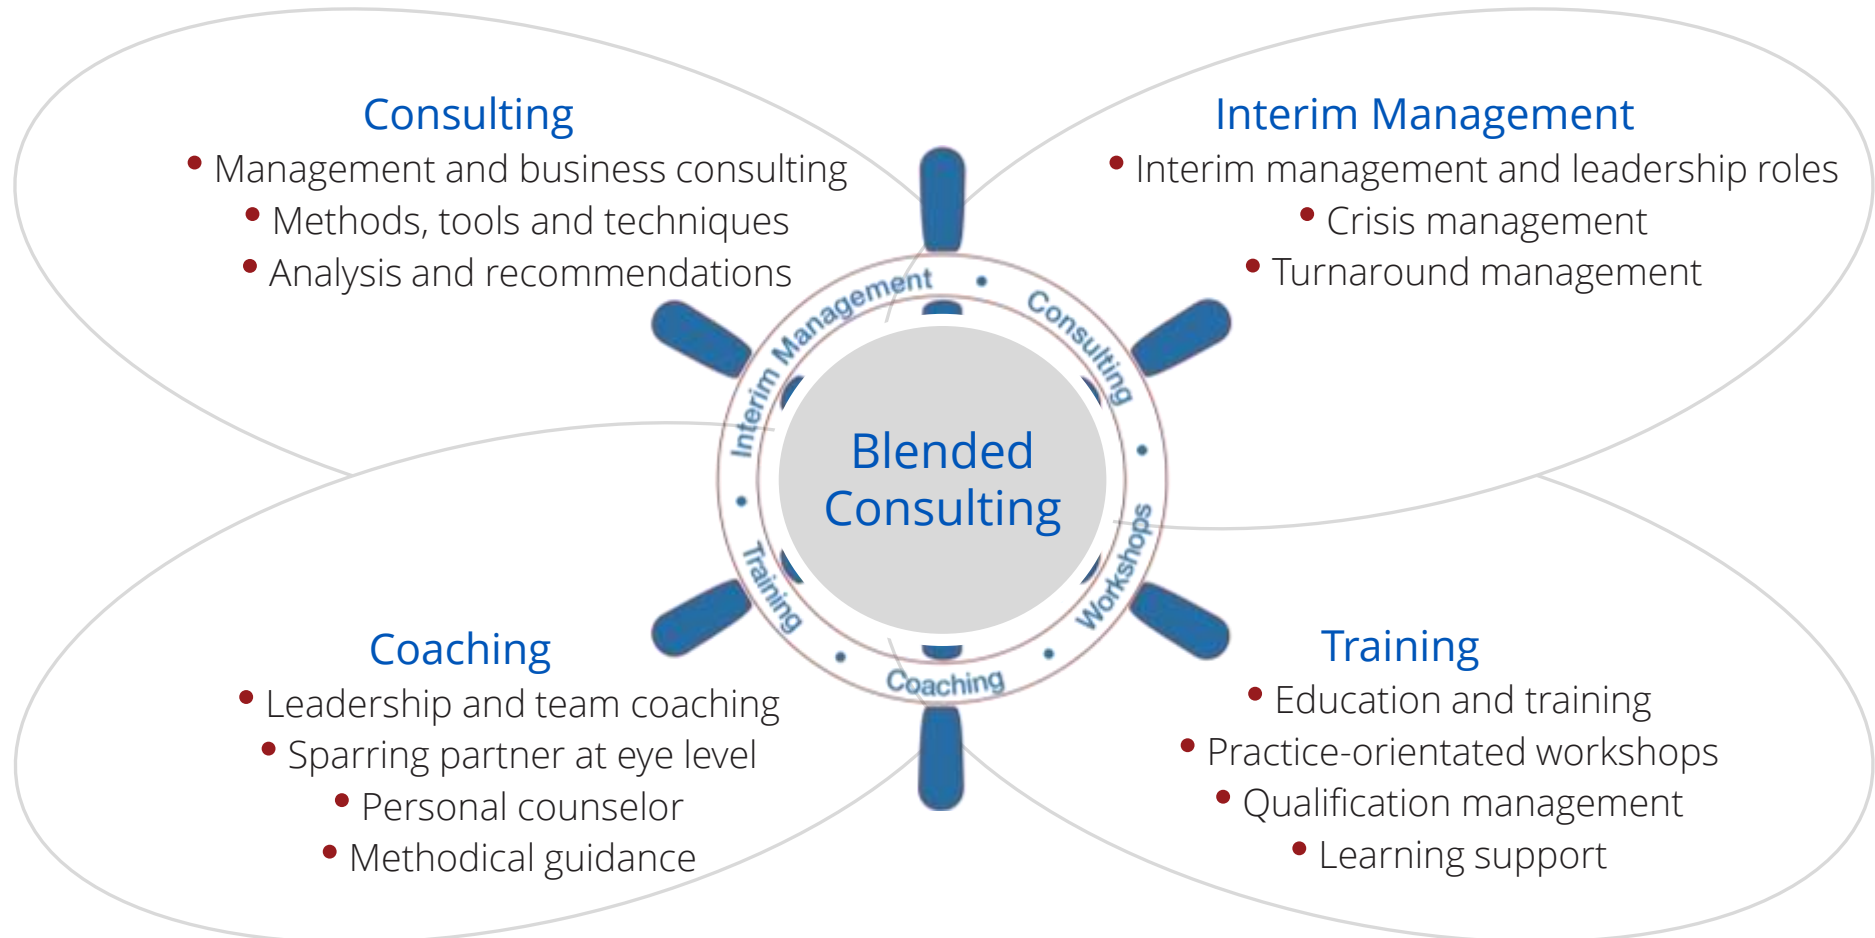 Consulting
• Management and business consulting
• Methods, tools and techniques
• Analysis and recommendations
Interim Management
• Interim management and leadership roles
• Crisis management
• Turnaround management
Interim Management • Consulting • Workshops • Coaching • Training •
Blended
Consulting
Coaching
• Leadership and team coaching
• Sparring partner at eye level
• Personal counselor
• Methodical guidance
Training
• Education and training
• Practice-orientated workshops
• Qualification management
• Learning support